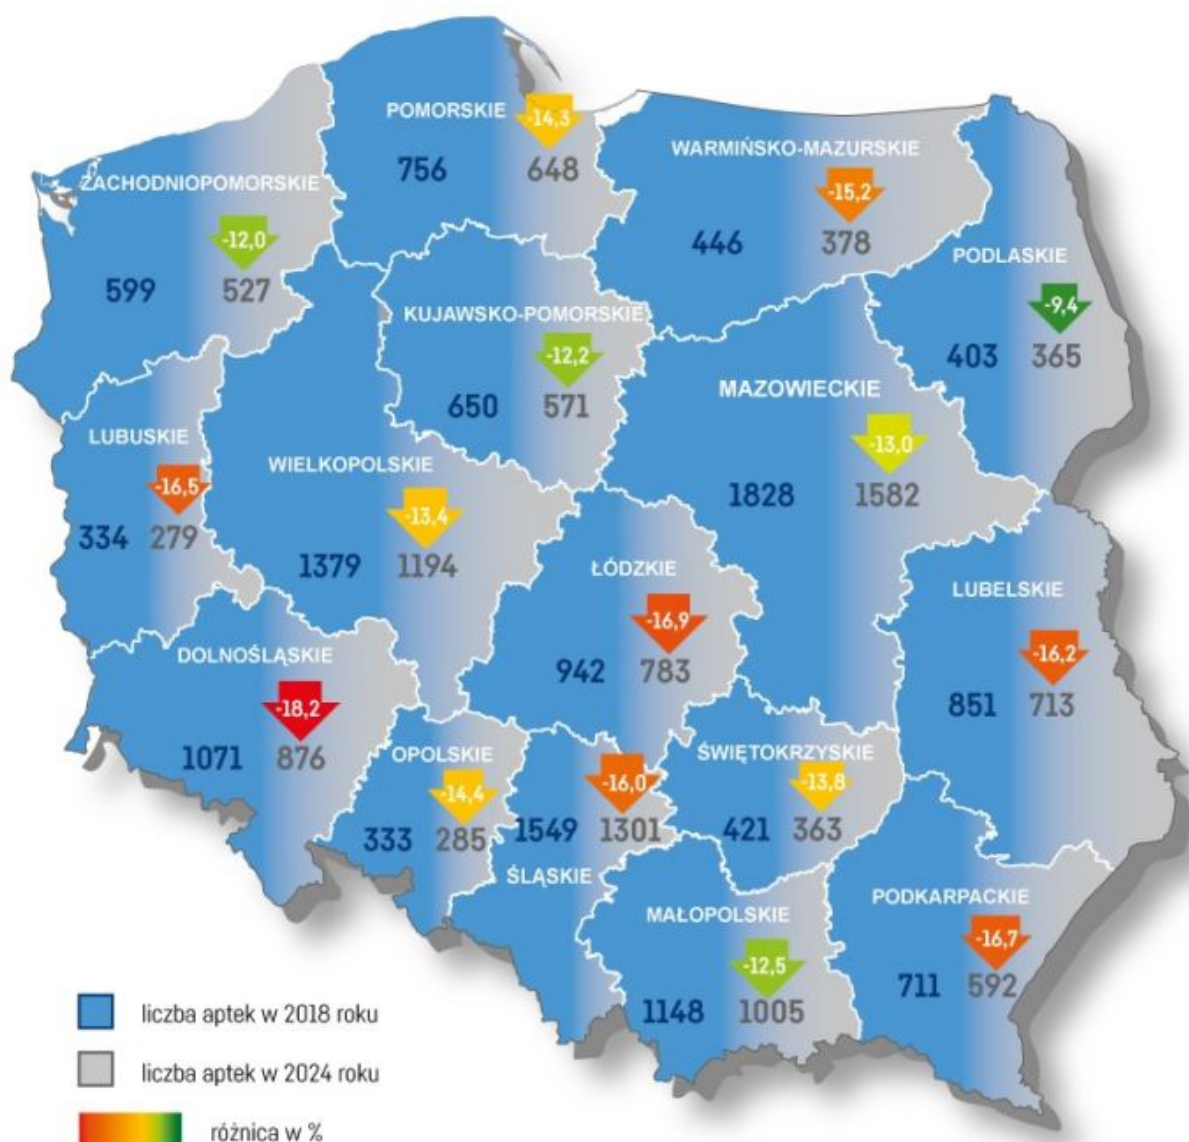 POMORSKIE
-14,3
756
648
WARMIŃSKO-MAZURSKIE
-15,2
446
378
ZACHODNIOPOMORSKIE
-12,0
599
527
PODLASKIE
-9,4
403
365
KUJAWSKO-POMORSKIE
-12,2
650
571
MAZOWIECKIE
-13,0
1828
1582
LUBUSKIE
-16,5
334
279
WIELKOPOLSKIE
-13,4
1379
1194
ŁÓDZKIE
-16,9
942
783
LUBELSKIE
-16,2
851
713
DOLNOŚLĄSKIE
-18,2
1071
876
OPOLSKIE
-14,4
333
285
-16,0
1549
1301
ŚLĄSKIE
ŚWIĘTOKRZYSKIE
-13,8
421
363
MAŁOPOLSKIE
-12,5
1148
1005
PODKARPACKIE
-16,7
711
592
liczba aptek w 2018 roku
liczba aptek w 2024 roku
różnica w %